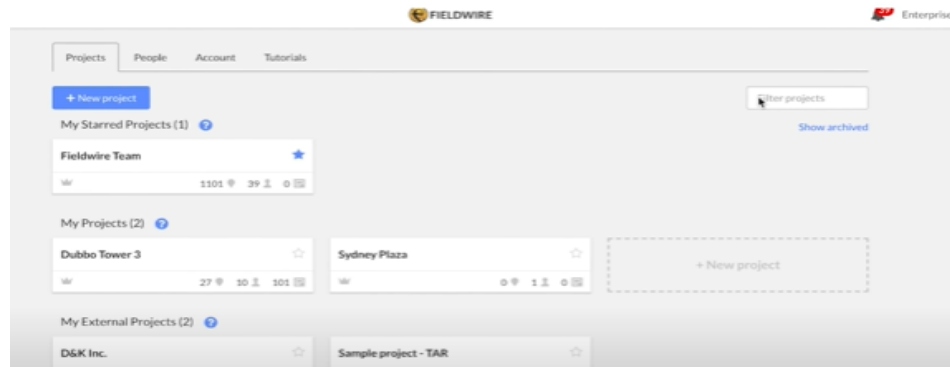 FIELDWIRE
39 Enterprise
Projects People Account Tutorials
+ New project
Filter projects
My Starred Projects (1) ?
Show archived
Fieldwire Team
1101 39 0
My Projects (2) ?
Dubbo Tower 3 Sydney Plaza
+ New project
27 10 101 0 1 0
My External Projects (2) ?
D&K Inc. Sample project - TAR